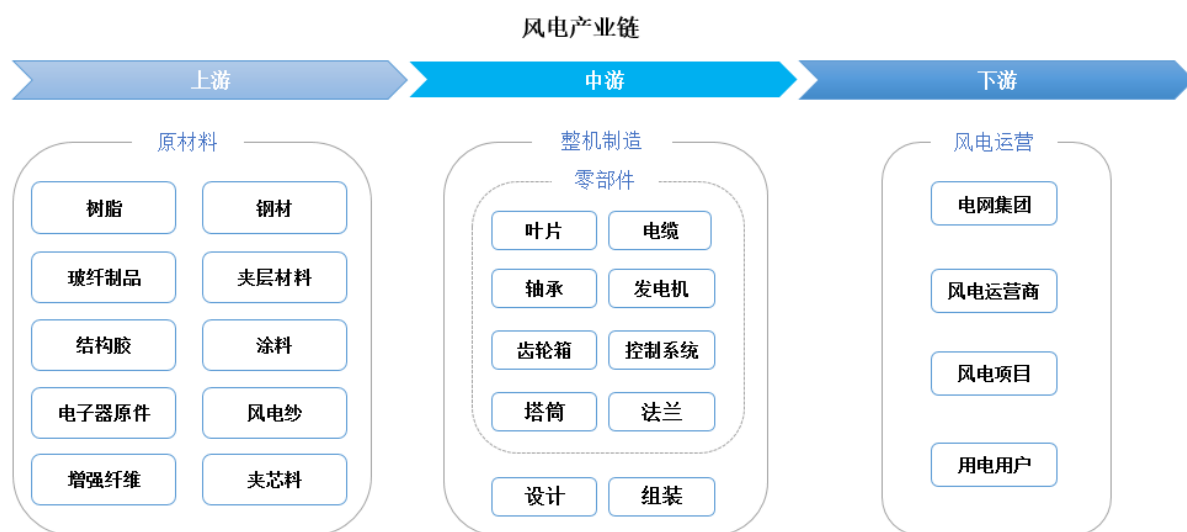 风电产业链
上游
中游
下游
原材料
树脂
钢材
玻纤制品
夹层材料
结构胶
涂料
电子器原件
风电纱
增强纤维
夹芯料
整机制造
零部件
叶片
电缆
轴承
发电机
齿轮箱
控制系统
塔筒
法兰
设计
组装
风电运营
电网集团
风电运营商
风电项目
用电用户